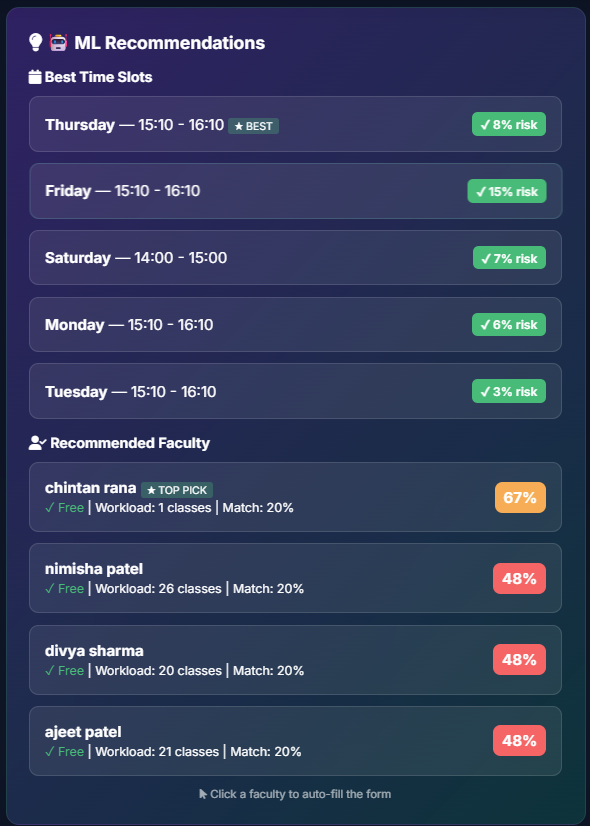 ML Recommendations
Best Time Slots
Thursday — 15:10 - 16:10 ★ BEST ✓ 8% risk
Friday — 15:10 - 16:10 ✓ 15% risk
Saturday — 14:00 - 15:00 ✓ 7% risk
Monday — 15:10 - 16:10 ✓ 6% risk
Tuesday — 15:10 - 16:10 ✓ 3% risk
Recommended Faculty
chintan rana ★ TOP PICK
✓ Free | Workload: 1 classes | Match: 20%
67%
nimisha patel
✓ Free | Workload: 26 classes | Match: 20%
48%
divya sharma
✓ Free | Workload: 20 classes | Match: 20%
48%
ajeet patel
✓ Free | Workload: 21 classes | Match: 20%
48%
Click a faculty to auto-fill the form